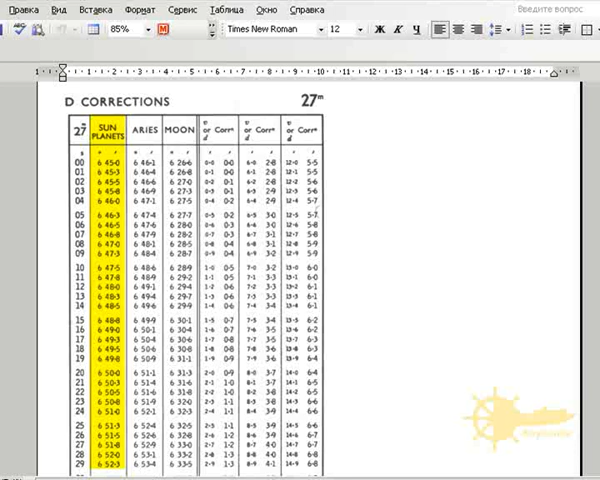 Правка Вид Вставка Формат Сервис Таблица Окно Справка Введите вопрос
85% Times New Roman 12 Ж К Ч
1 1 2 3 4 5 6 7 8 9 10 11 12 13 14 15 16 17 18
D CORRECTIONS 27m
27 SUN PLANETS ARIES MOON v or d Corrn v or d Corrn v or d Corrn
00 6 45·0 6 46·1 6 26·6 0·0 0·0 6·0 2·8 12·0 5·5
01 6 45·3 6 46·4 6 26·8 0·1 0·0 6·1 2·8 12·1 5·5
02 6 45·5 6 46·6 6 27·0 0·2 0·1 6·2 2·8 12·2 5·6
03 6 45·8 6 46·9 6 27·3 0·3 0·1 6·3 2·9 12·3 5·6
04 6 46·0 6 47·1 6 27·5 0·4 0·2 6·4 2·9 12·4 5·7
05 6 46·3 6 47·4 6 27·7 0·5 0·2 6·5 3·0 12·5 5·7
06 6 46·5 6 47·6 6 28·0 0·6 0·3 6·6 3·0 12·6 5·8
07 6 46·8 6 47·9 6 28·2 0·7 0·3 6·7 3·1 12·7 5·8
08 6 47·0 6 48·1 6 28·5 0·8 0·4 6·8 3·1 12·8 5·9
09 6 47·3 6 48·4 6 28·7 0·9 0·4 6·9 3·2 12·9 5·9
10 6 47·5 6 48·6 6 28·9 1·0 0·5 7·0 3·2 13·0 6·0
11 6 47·8 6 48·9 6 29·2 1·1 0·5 7·1 3·3 13·1 6·0
12 6 48·0 6 49·1 6 29·4 1·2 0·6 7·2 3·3 13·2 6·1
13 6 48·3 6 49·4 6 29·7 1·3 0·6 7·3 3·3 13·3 6·1
14 6 48·5 6 49·6 6 29·9 1·4 0·6 7·4 3·4 13·4 6·1
15 6 48·8 6 49·9 6 30·1 1·5 0·7 7·5 3·4 13·5 6·2
16 6 49·0 6 50·1 6 30·4 1·6 0·7 7·6 3·5 13·6 6·2
17 6 49·3 6 50·4 6 30·6 1·7 0·8 7·7 3·5 13·7 6·3
18 6 49·5 6 50·6 6 30·8 1·8 0·8 7·8 3·6 13·8 6·3
19 6 49·8 6 50·9 6 31·1 1·9 0·9 7·9 3·6 13·9 6·4
20 6 50·0 6 51·1 6 31·3 2·0 0·9 8·0 3·7 14·0 6·4
21 6 50·3 6 51·4 6 31·6 2·1 1·0 8·1 3·7 14·1 6·5
22 6 50·5 6 51·6 6 31·8 2·2 1·0 8·2 3·8 14·2 6·5
23 6 50·8 6 51·9 6 32·0 2·3 1·1 8·3 3·8 14·3 6·6
24 6 51·0 6 52·1 6 32·3 2·4 1·1 8·4 3·9 14·4 6·6
25 6 51·3 6 52·4 6 32·5 2·5 1·1 8·5 3·9 14·5 6·6
26 6 51·5 6 52·6 6 32·8 2·6 1·2 8·6 3·9 14·6 6·7
27 6 51·8 6 52·9 6 33·0 2·7 1·2 8·7 4·0 14·7 6·7
28 6 52·0 6 53·1 6 33·2 2·8 1·3 8·8 4·0 14·8 6·8
29 6 52·3 6 53·4 6 33·5 2·9 1·3 8·9 4·1 14·9 6·8